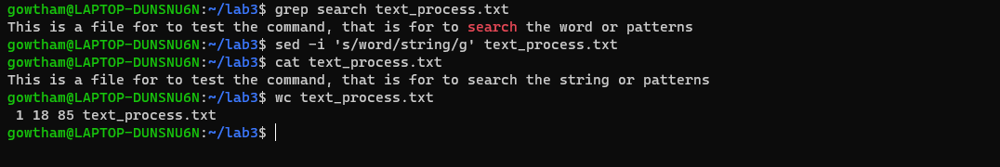 gowtham@LAPTOP-DUNSNU6N:~/lab3$ grep search text_process.txt
This is a file for to test the command, that is for to search the word or patterns
gowtham@LAPTOP-DUNSNU6N:~/lab3$ sed -i 's/word/string/g' text_process.txt
gowtham@LAPTOP-DUNSNU6N:~/lab3$ cat text_process.txt
This is a file for to test the command, that is for to search the string or patterns
gowtham@LAPTOP-DUNSNU6N:~/lab3$ wc text_process.txt
 1 18 85 text_process.txt
gowtham@LAPTOP-DUNSNU6N:~/lab3$